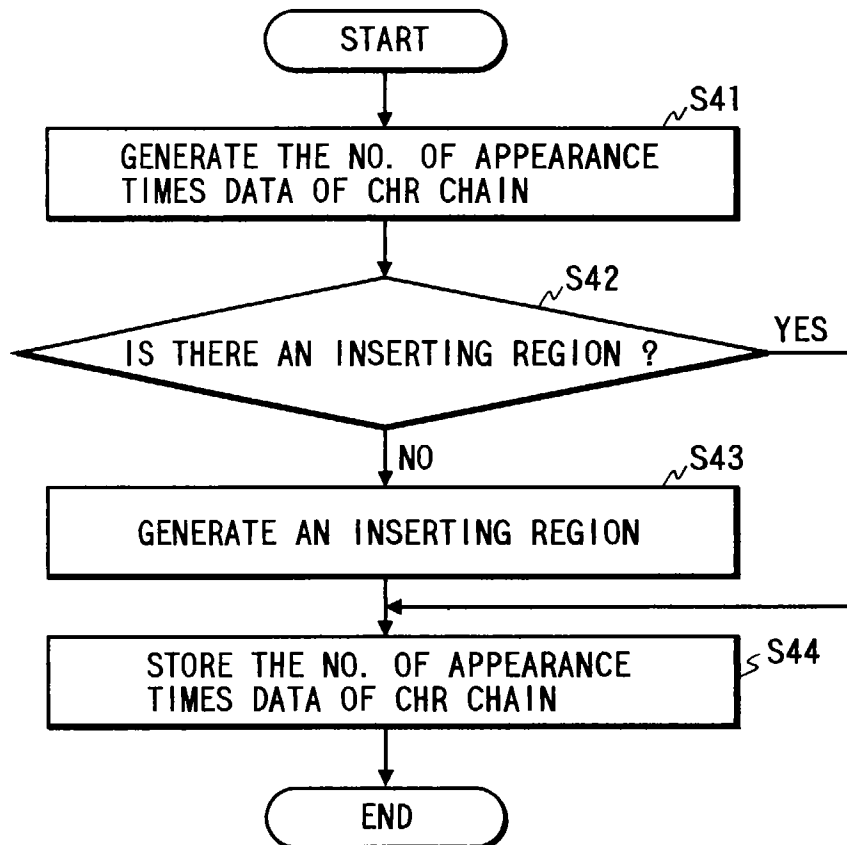 START
S41
GENERATE THE NO. OF APPEARANCE
TIMES DATA OF CHR CHAIN
S42
IS THERE AN INSERTING REGION ?
YES
NO
S43
GENERATE AN INSERTING REGION
STORE THE NO. OF APPEARANCE
TIMES DATA OF CHR CHAIN
S44
END